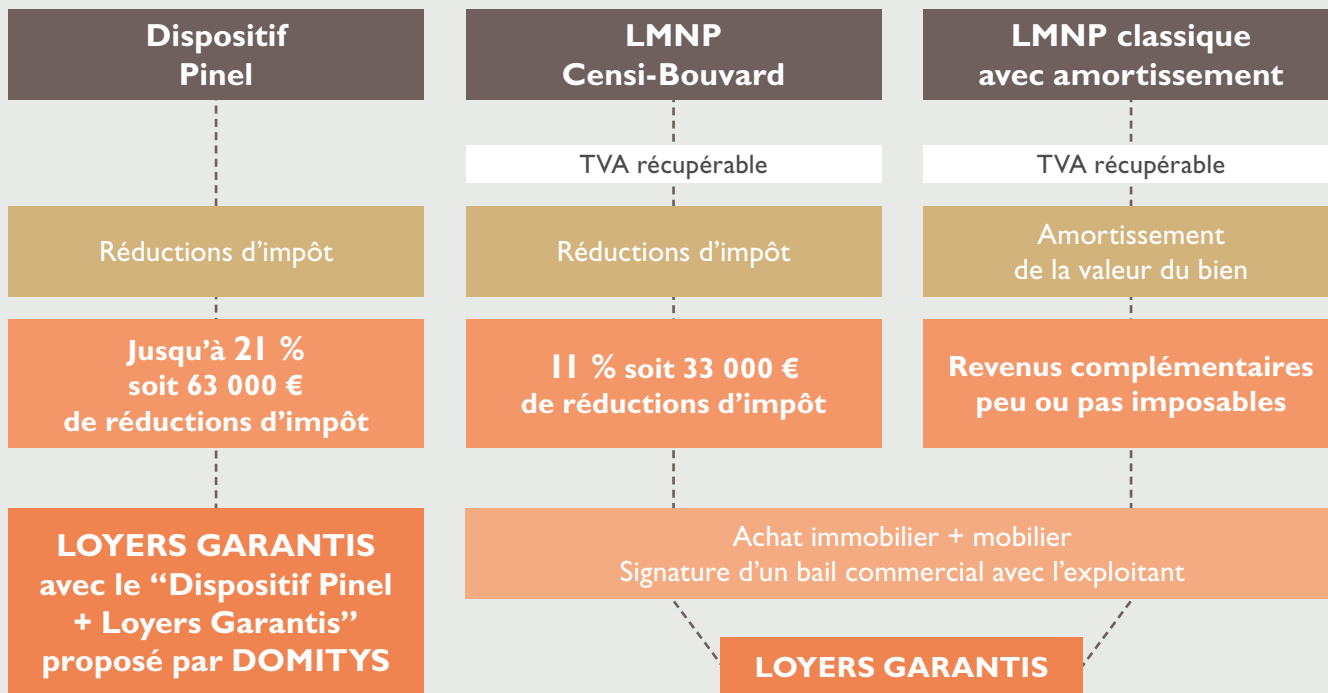 Dispositif
Pinel
LMNP
Censi-Bouvard
LMNP classique
avec amortissement
TVA récupérable
TVA récupérable
Réductions d’impôt
Réductions d’impôt
Amortissement
de la valeur du bien
Jusqu’à 21 %
soit 63 000 €
de réductions d’impôt
11 % soit 33 000 €
de réductions d’impôt
Revenus complémentaires
peu ou pas imposables
LOYERS GARANTIS
avec le “Dispositif Pinel
+ Loyers Garantis”
proposé par DOMITYS
Achat immobilier + mobilier
Signature d’un bail commercial avec l’exploitant
LOYERS GARANTIS